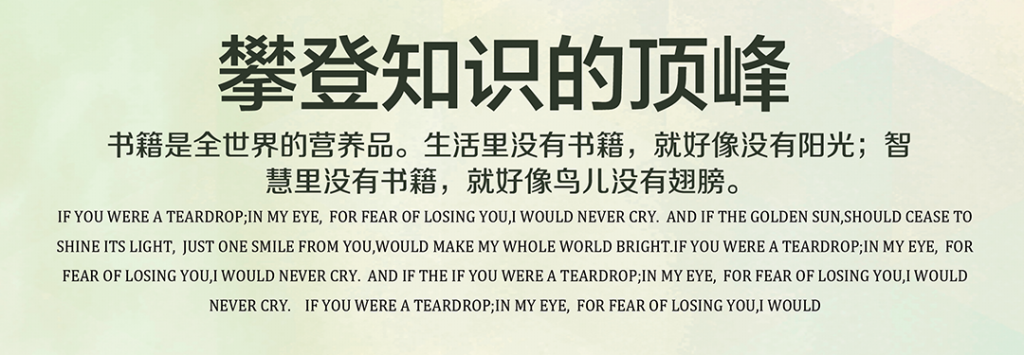 攀登知识的顶峰
书籍是全世界的营养品。生活里没有书籍，就好像没有阳光；智
慧里没有书籍，就好像鸟儿没有翅膀。
IF YOU WERE A TEARDROP;IN MY EYE, FOR FEAR OF LOSING YOU,I WOULD NEVER CRY. AND IF THE GOLDEN SUN,SHOULD CEASE TO
SHINE ITS LIGHT, JUST ONE SMILE FROM YOU,WOULD MAKE MY WHOLE WORLD BRIGHT.IF YOU WERE A TEARDROP;IN MY EYE, FOR
FEAR OF LOSING YOU,I WOULD NEVER CRY. AND IF THE IF YOU WERE A TEARDROP;IN MY EYE, FOR FEAR OF LOSING YOU,I WOULD
NEVER CRY. IF YOU WERE A TEARDROP;IN MY EYE, FOR FEAR OF LOSING YOU,I WOULD